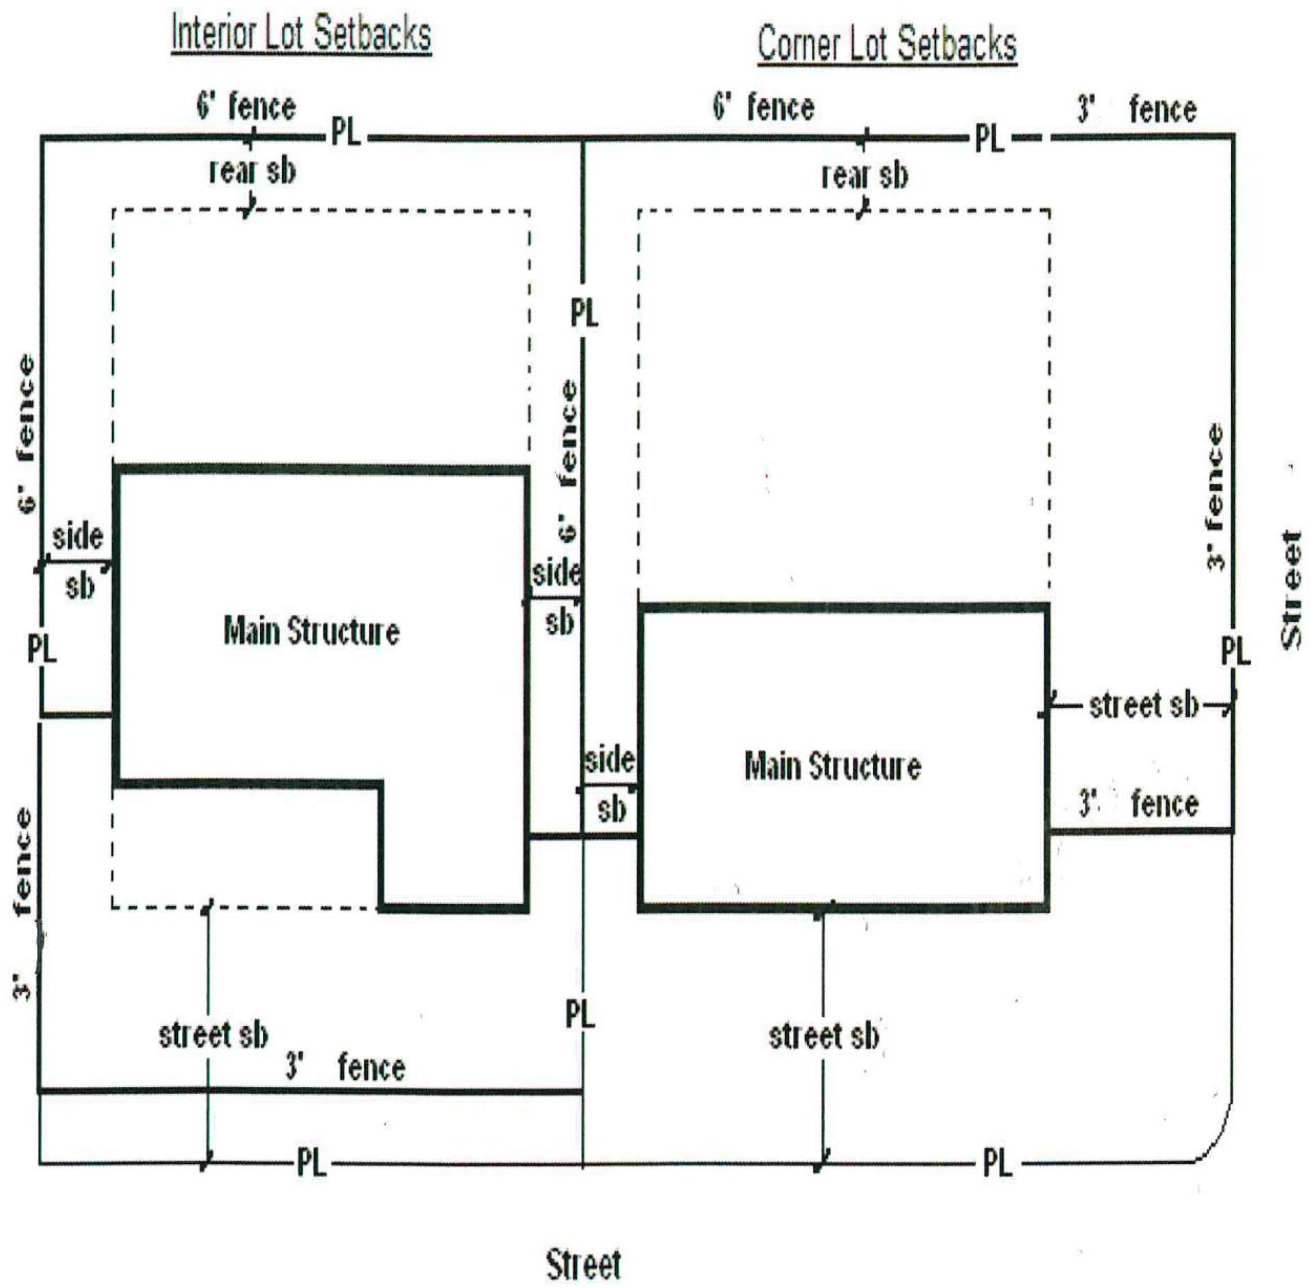 Interior Lot Setbacks
Corner Lot Setbacks
6' fence
PL
6' fence
PL
3' fence
rear sb
rear sb
PL
6' fence
6' fence
3' fence
Street
side
sb
side
sb
Main Structure
PL
PL
street sb
side
sb
Main Structure
3' fence
3' fence
PL
street sb
street sb
3' fence
PL
PL
Street